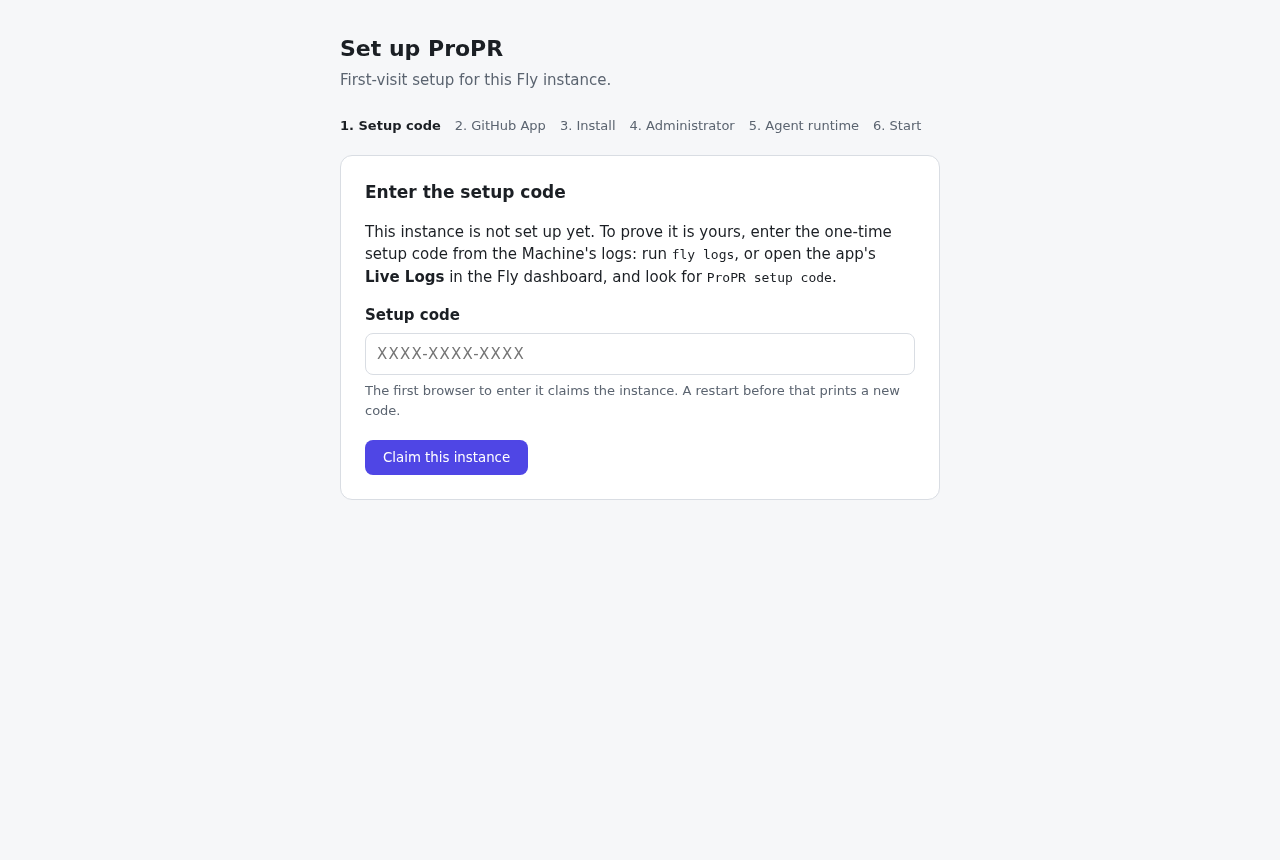 Set up ProPR
First-visit setup for this Fly instance.
1. Setup code 2. GitHub App 3. Install 4. Administrator 5. Agent runtime 6. Start
Enter the setup code
This instance is not set up yet. To prove it is yours, enter the one-time
setup code from the Machine's logs: run fly logs, or open the app's
Live Logs in the Fly dashboard, and look for ProPR setup code.
Setup code
XXXX-XXXX-XXXX
The first browser to enter it claims the instance. A restart before that prints a new
code.
Claim this instance